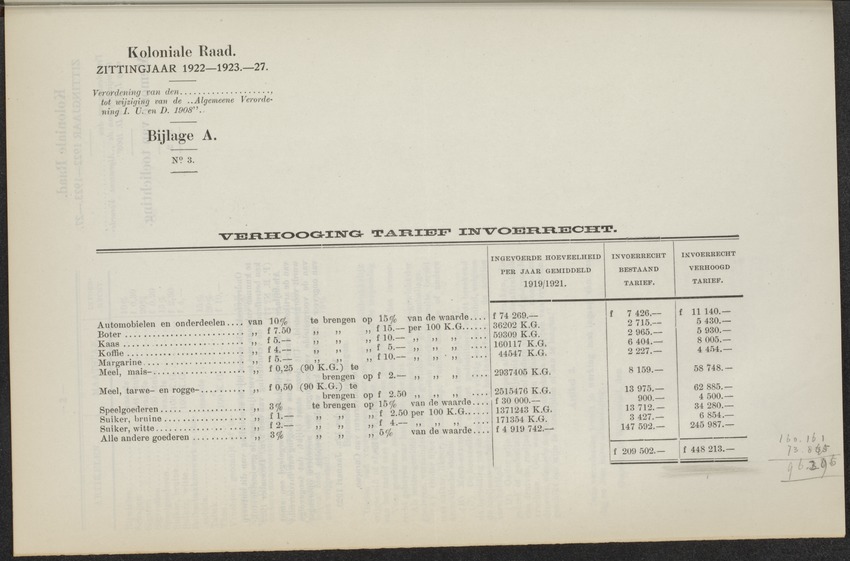 Koloniale Raad.
ZITTINGJAAR 1922—1923.—27.
Verordening van den...................,
tot wijziging van de „Algemeene Verorde-
ning I. U. en D. 1908".
Bijlage A.
Nº 3.
VERHOOGING TARIEF INVOERRECHT.
INGEVOERDE HOEVEELHEID PER JAAR GEMIDDELD 1919/1921. INVOERRECHT BESTAAND TARIEF. INVOERRECHT VERHOOGD TARIEF.
Automobielen en onderdeelen.... van 10% te brengen op 15% van de waarde.... f 74 269.— f 7 426.— f 11 140.—
Boter .......................... „ f 7.50 „ „ „ f 15.— per 100 K.G...... 36202 K.G. 2 715.— 5 430.—
Kaas .......................... „ f 5.— „ „ „ f 10.— „ „ „ .... 59309 K.G. 2 965.— 5 930.—
Koffie .......................... „ f 4.— „ „ „ f 5.— „ „ „ .... 160117 K.G. 6 404.— 8 005.—
Margarine....................... „ f 5.— „ „ „ f 10.— „ „ „ .... 44547 K.G. 2 227.— 4 454.—
Meel, mais-.................... „ f 0,25 (90 K.G.) te
brengen op f 2.— „ „ „ .... 2937405 K.G. 8 159.— 58 748.—
Meel, tarwe- en rogge-.......... „ f 0,50 (90 K.G.) te
brengen op f 2.50 „ „ „ .... 2515476 K.G. 13 975.— 62 885.—
Speelgoederen..... ............. „ 3% te brengen op 15% van de waarde.... f 30 000.— 900.— 4 500.—
Suiker, bruine .................. „ f 1.— „ „ „ f 2.50 per 100 K.G...... 1371243 K.G. 13 712.— 34 280.—
Suiker, witte.................... „ f 2.— „ „ „ f 4.— „ „ „ .... 171354 K.G. 3 427.— 6 854.—
Alle andere goederen ............ „ 3% „ „ „ 5% van de waarde.... f 4 919 742.— 147 592.— 245 987.—
f 209 502.— f 448 213.—
160.161